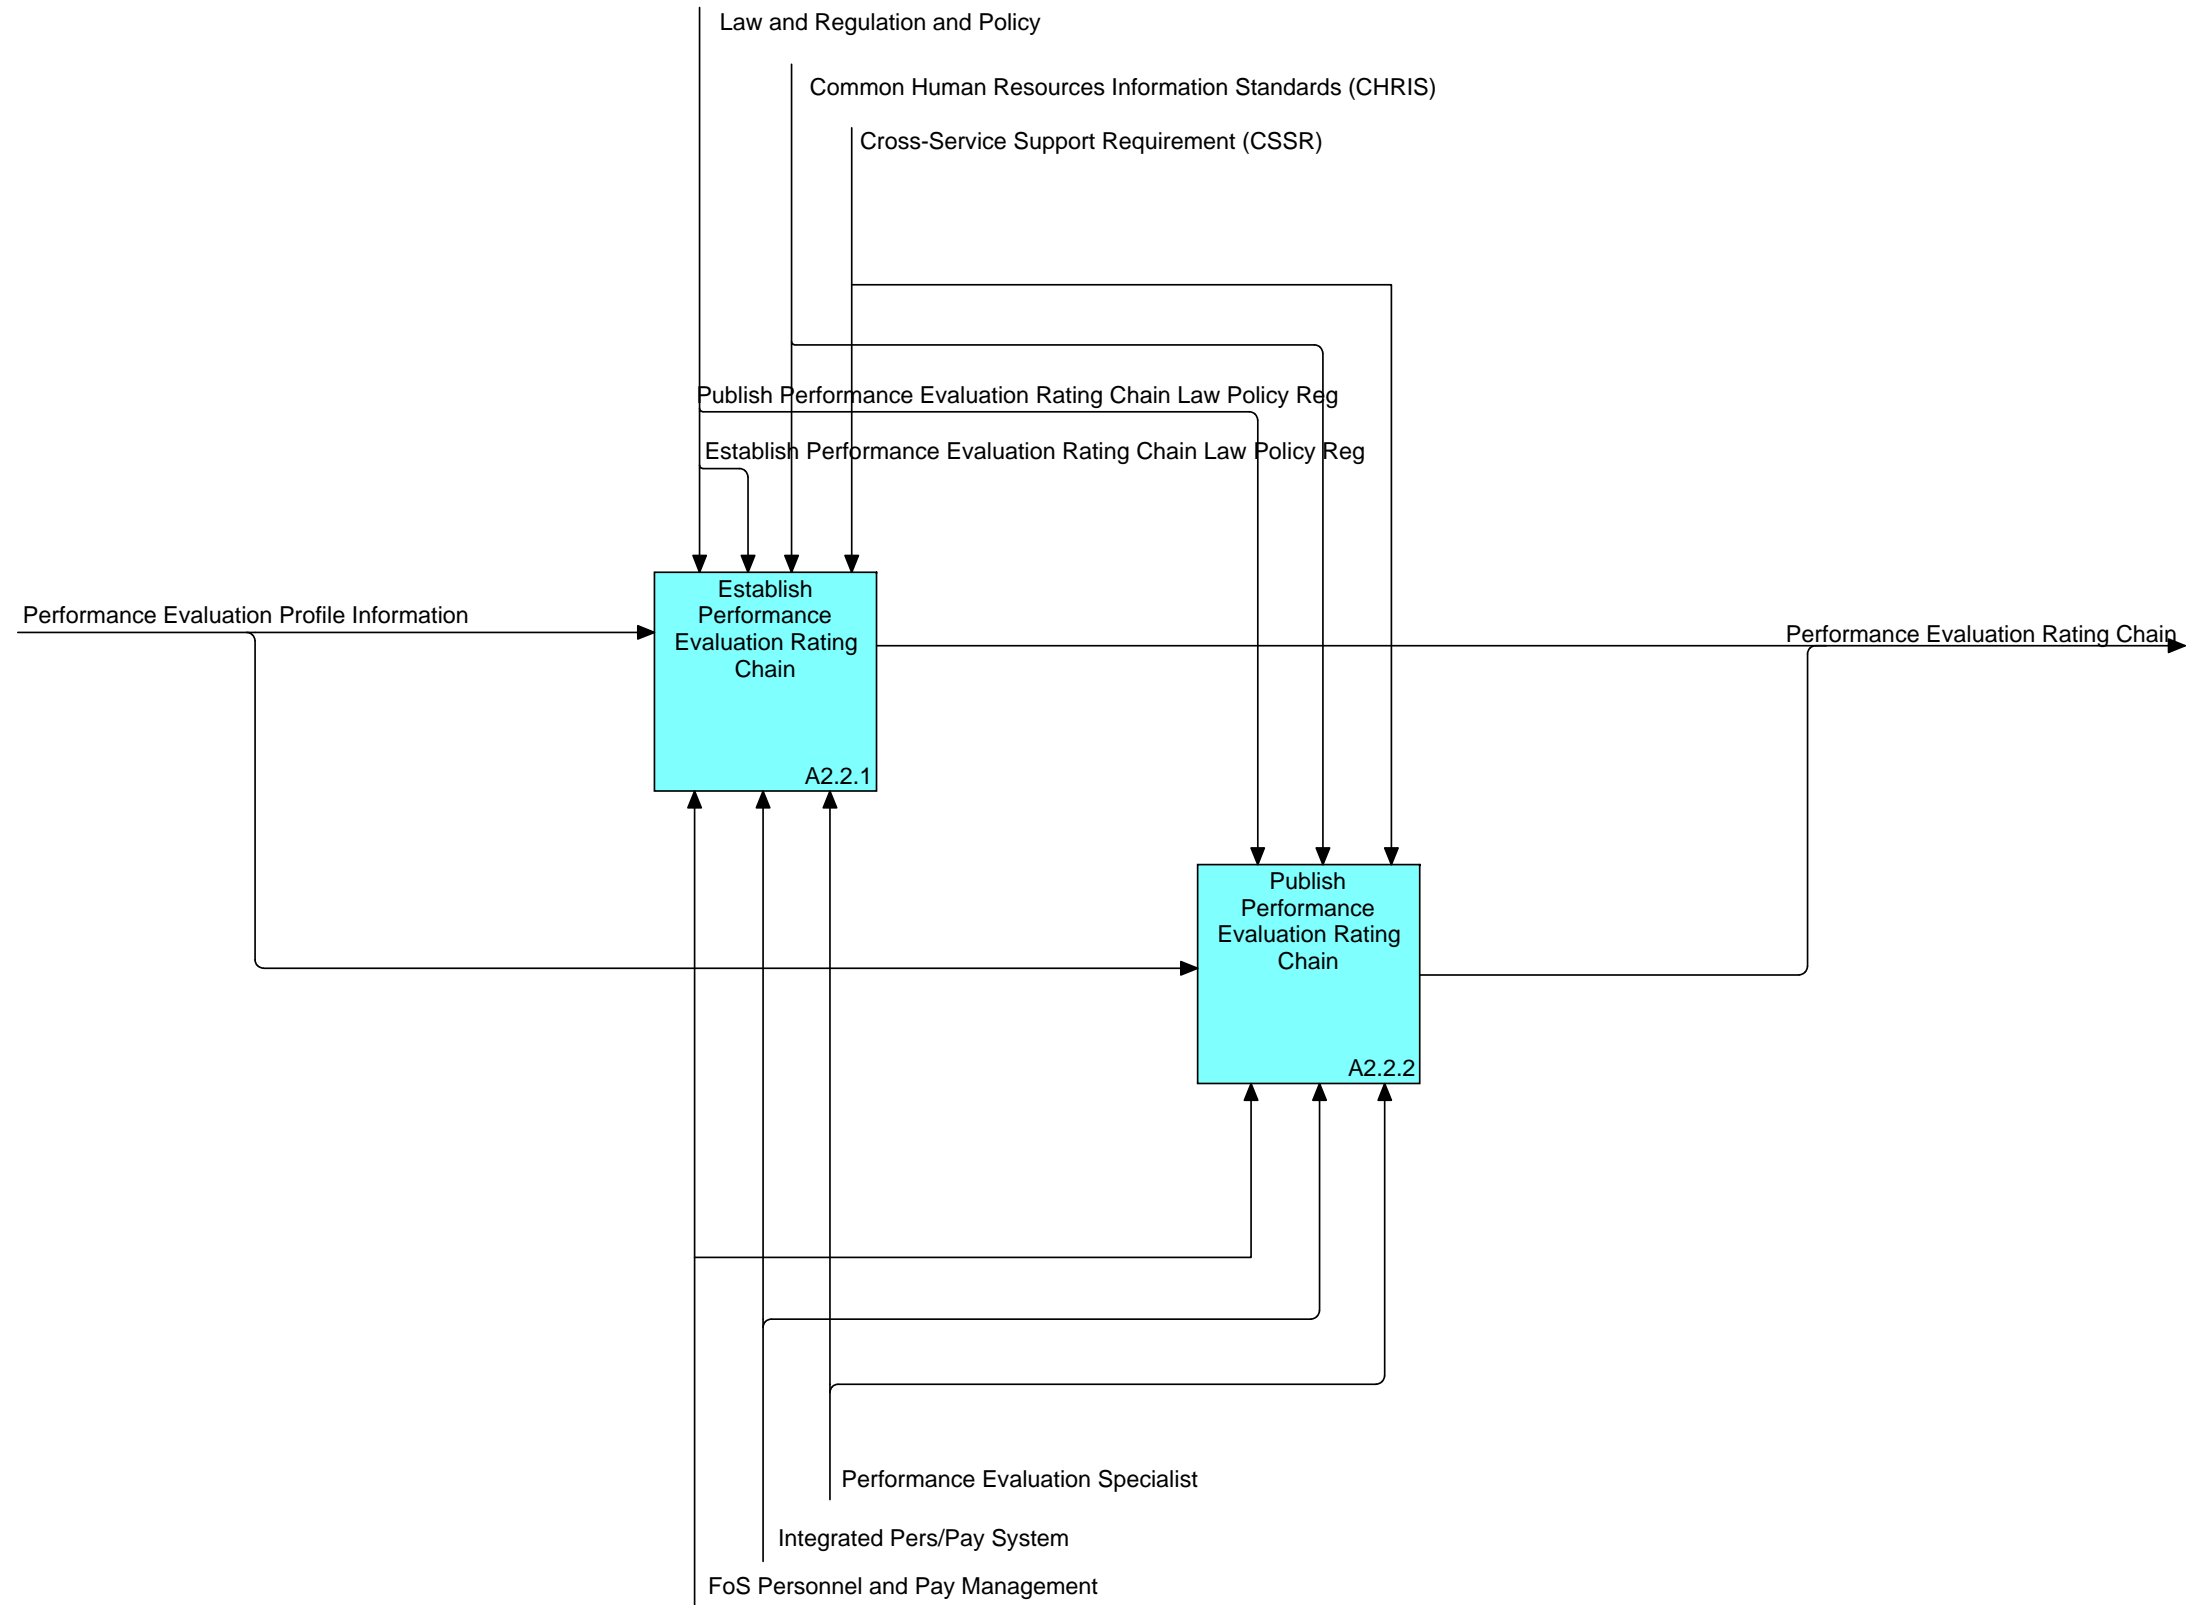 Law and Regulation and Policy
Common Human Resources Information Standards (CHRIS)
Cross-Service Support Requirement (CSSR)
Publish Performance Evaluation Rating Chain Law Policy Reg
Establish Performance Evaluation Rating Chain Law Policy Reg
Performance Evaluation Profile Information
Establish
Performance
Evaluation Rating
Chain
A2.2.1
Performance Evaluation Rating Chain
Publish
Performance
Evaluation Rating
Chain
A2.2.2
Performance Evaluation Specialist
Integrated Pers/Pay System
FoS Personnel and Pay Management